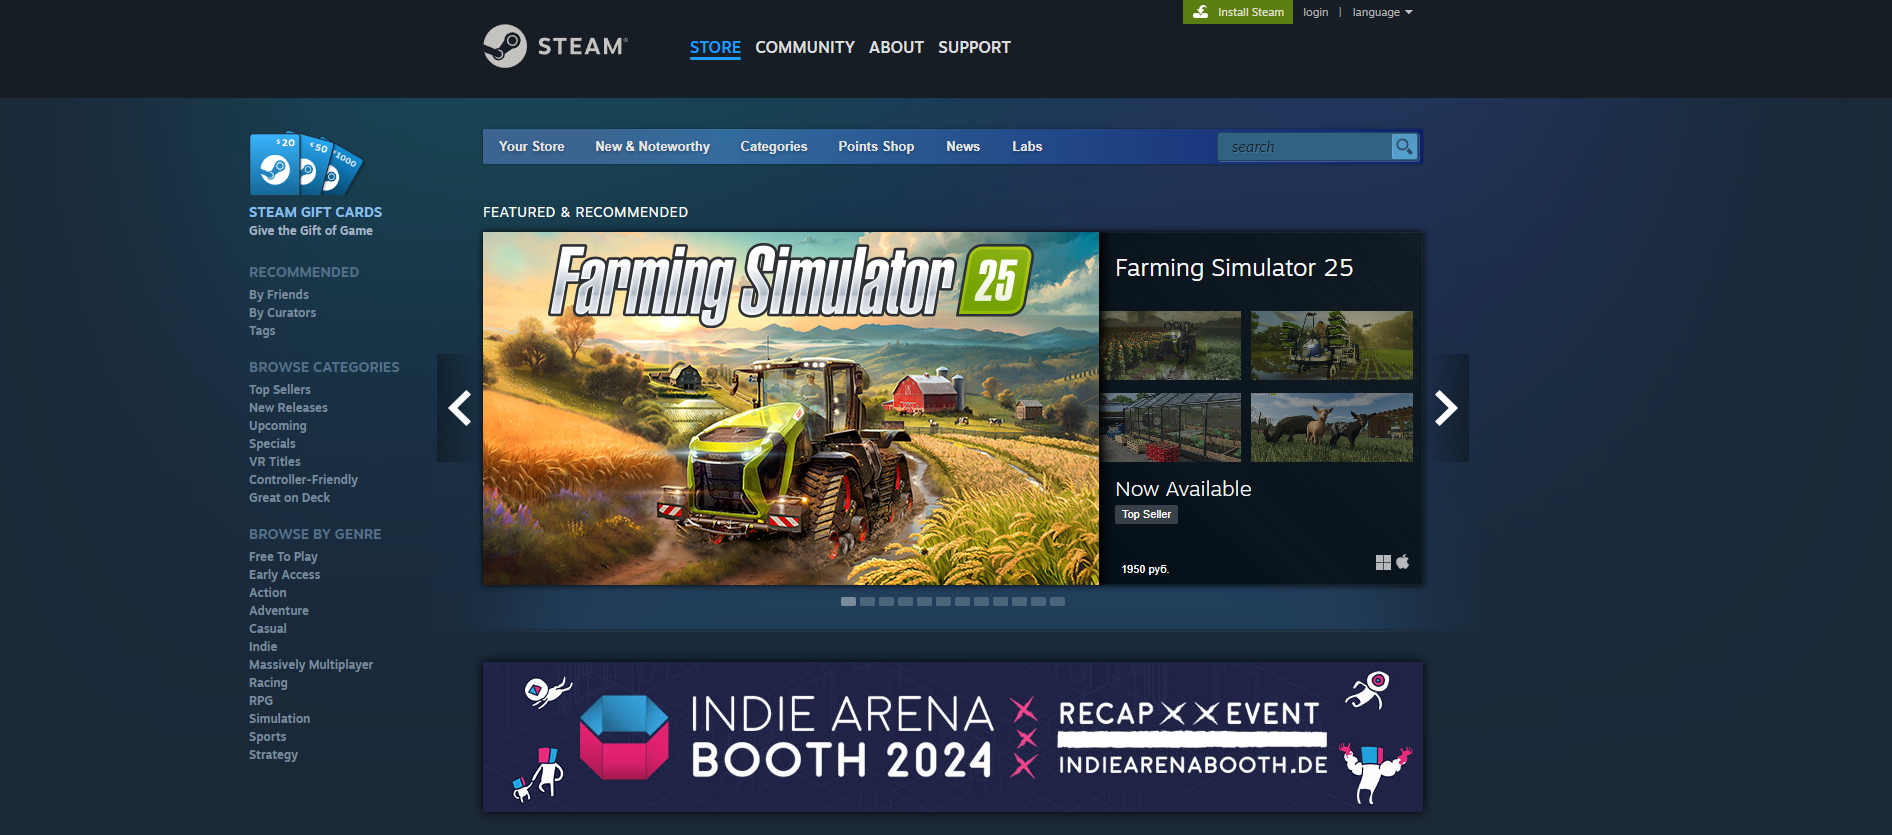 Install Steam
login | language
STEAM
STORE COMMUNITY ABOUT SUPPORT
$ 20
€ 50
1000
STEAM GIFT CARDS
Give the Gift of Game
RECOMMENDED
By Friends
By Curators
Tags
BROWSE CATEGORIES
Top Sellers
New Releases
Upcoming
Specials
VR Titles
Controller-Friendly
Great on Deck
BROWSE BY GENRE
Free To Play
Early Access
Action
Adventure
Casual
Indie
Massively Multiplayer
Racing
RPG
Simulation
Sports
Strategy
Your Store New & Noteworthy Categories Points Shop News Labs search
FEATURED & RECOMMENDED
Farming Simulator 25
Farming Simulator 25
Now Available
Top Seller
1950 руб.
INDIE ARENA
BOOTH 2024
RECAP EVENT
INDIEARENABOOTH.DE